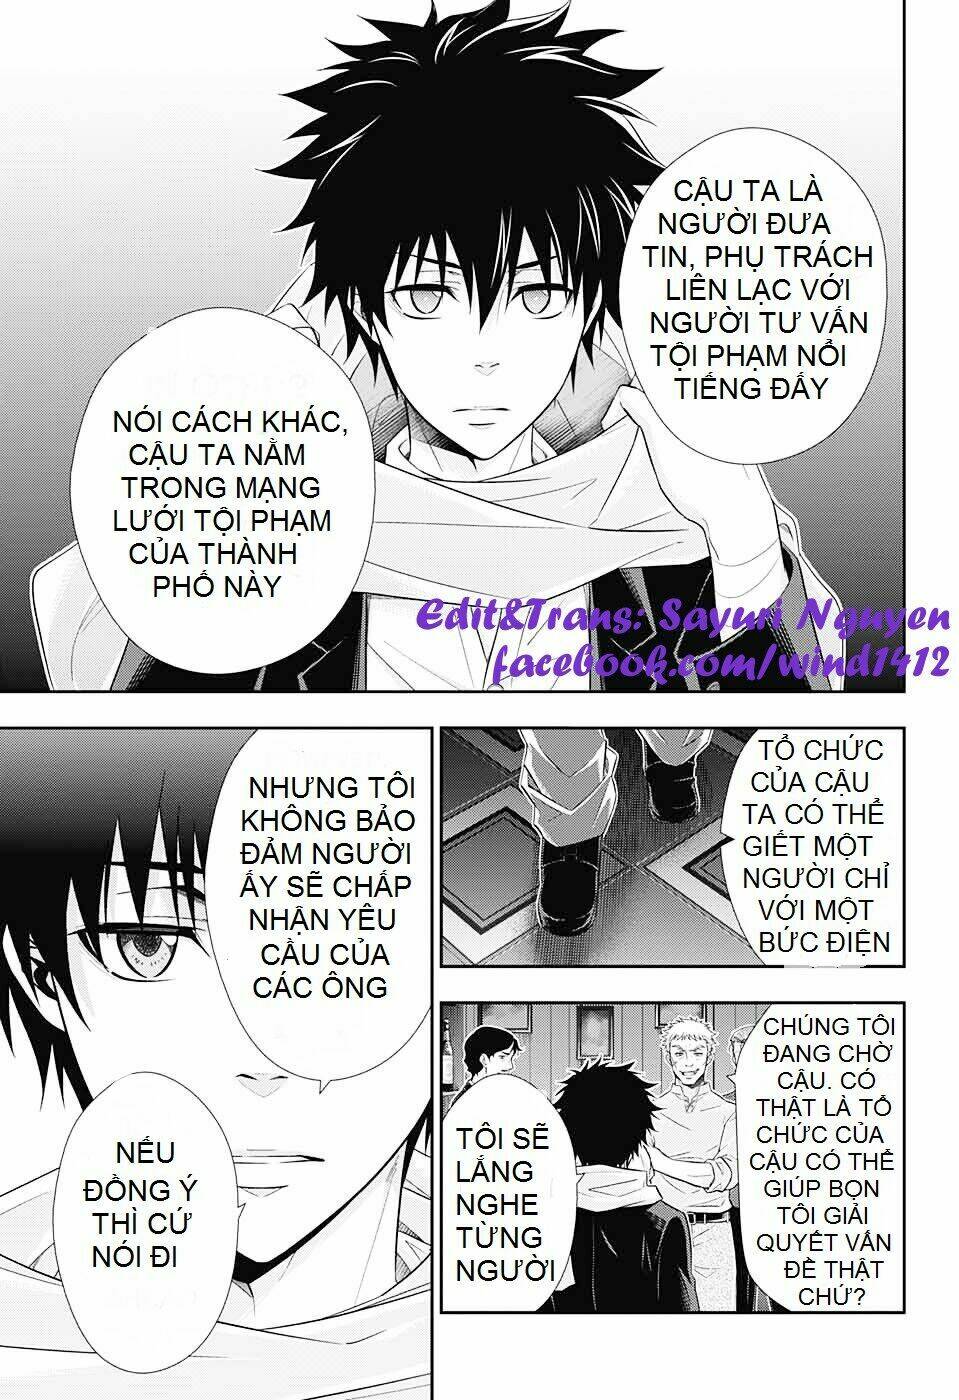 CẬU TA LÀ
NGƯỜI ĐƯA
TIN, PHỤ TRÁCH
LIÊN LẠC VỚI
NGƯỜI TƯ VẤN
TỘI PHẠM NỔI
TIẾNG ĐẤY
NÓI CÁCH KHÁC,
CẬU TA NẰM
TRONG MẠNG
LƯỚI TỘI PHẠM
CỦA THÀNH
PHỐ NÀY
Edit&Trans: Sayuri Nguyen
facebook.com/wind1412
TỔ CHỨC
CỦA CẬU
TA CÓ THỂ
GIẾT MỘT
NGƯỜI CHỈ
VỚI MỘT
BỨC ĐIỆN
CHÚNG TÔI
ĐANG CHỜ
CẬU. CÓ
THẬT LÀ TỔ
CHỨC CỦA
CẬU CÓ THỂ
GIÚP BỌN
TÔI GIẢI
QUYẾT VẤN
ĐỀ THẬT
CHỨ?
TÔI SẼ
LẮNG
NGHE
TỪNG
NGƯỜI
NHƯNG TÔI
KHÔNG BẢO
ĐẢM NGƯỜI
ẤY SẼ CHẤP
NHẬN YÊU
CẦU CỦA
CÁC ÔNG
NẾU
ĐỒNG Ý
THÌ CỨ
NÓI ĐI